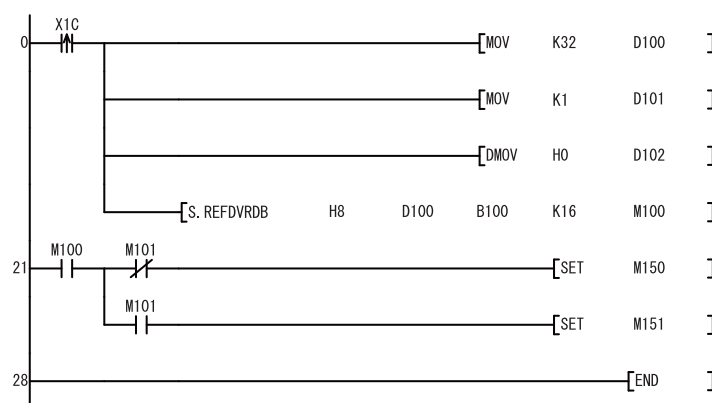 X1C
0 [MOV K32 D100 ]
[MOV K1 D101 ]
[DMOV H0 D102 ]
[S.REFDVRDB H8 D100 B100 K16 M100 ]
M100 M101
21 [SET M150 ]
M101
[SET M151 ]
28 [END ]